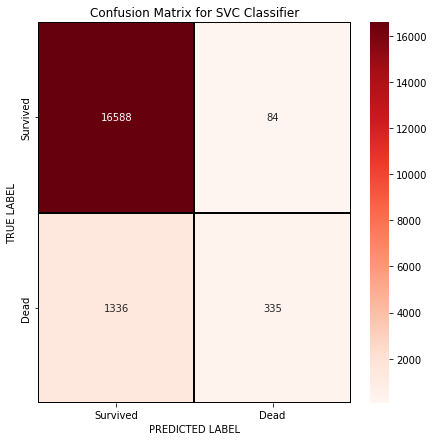 Confusion Matrix for SVC Classifier
TRUE LABEL
Survived
16588
84
Dead
1336
335
Survived
Dead
PREDICTED LABEL
16000
14000
12000
10000
8000
6000
4000
2000